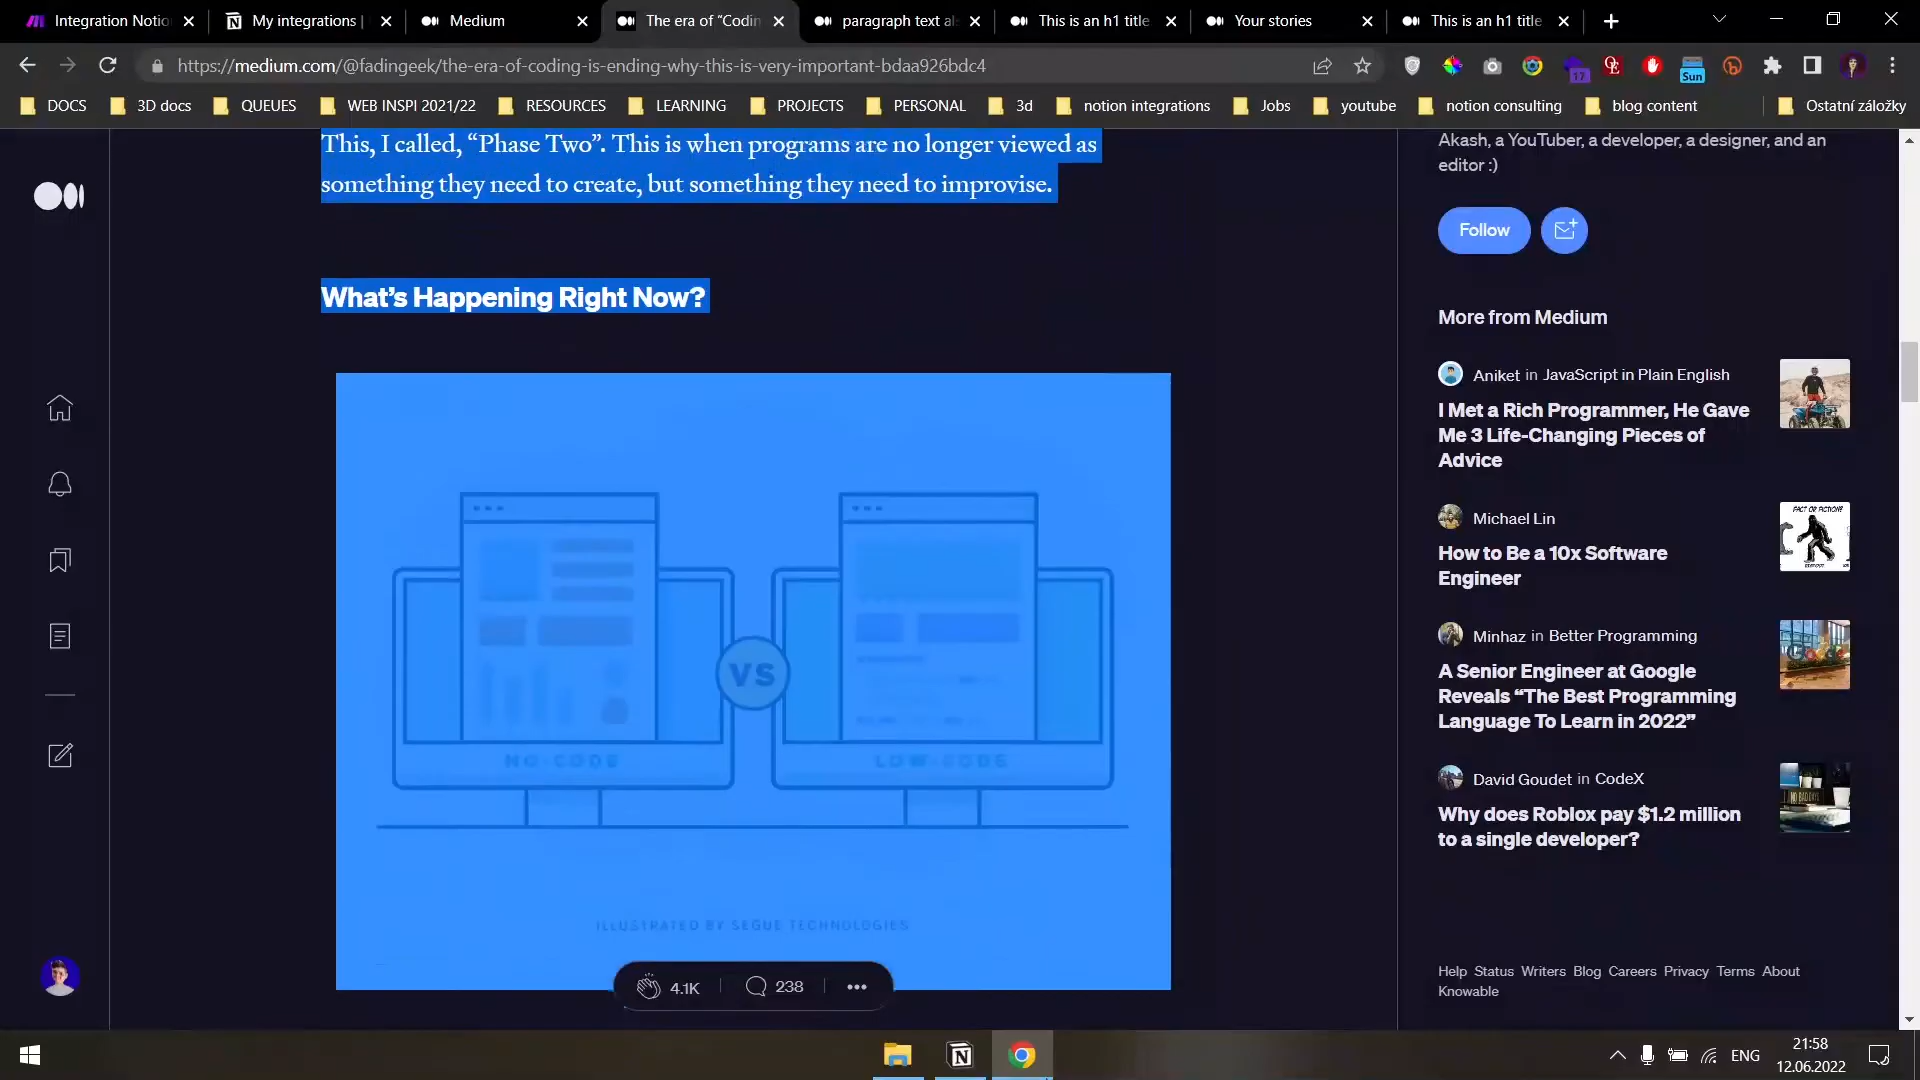 Integration Notio
My integrations |
Medium
The era of “Codin
paragraph text al
This is an h1 title
Your stories
This is an h1 title
https://medium.com/@fadingeek/the-era-of-coding-is-ending-why-this-is-very-important-bdaa926bdc4
17
Sun
DOCS
3D docs
QUEUES
WEB INSPI 2021/22
RESOURCES
LEARNING
PROJECTS
PERSONAL
3d
notion integrations
Jobs
youtube
notion consulting
blog content
Ostatní záložky
This, I called, “Phase Two”. This is when programs are no longer viewed as
something they need to create, but something they need to improvise.
What’s Happening Right Now?
VS
NO-CODE
LOW-CODE
ILLUSTRATED BY SEGUE TECHNOLOGIES
4.1K
238
Akash, a YouTuber, a developer, a designer, and an
editor :)
Follow
More from Medium
Aniket in JavaScript in Plain English
I Met a Rich Programmer, He Gave
Me 3 Life-Changing Pieces of
Advice
Michael Lin
How to Be a 10x Software
Engineer
FACT OR FICTION?
Minhaz in Better Programming
A Senior Engineer at Google
Reveals “The Best Programming
Language To Learn in 2022”
David Goudet in CodeX
Why does Roblox pay $1.2 million
to a single developer?
Help Status Writers Blog Careers Privacy Terms About
Knowable
ENG
21:58
12.06.2022